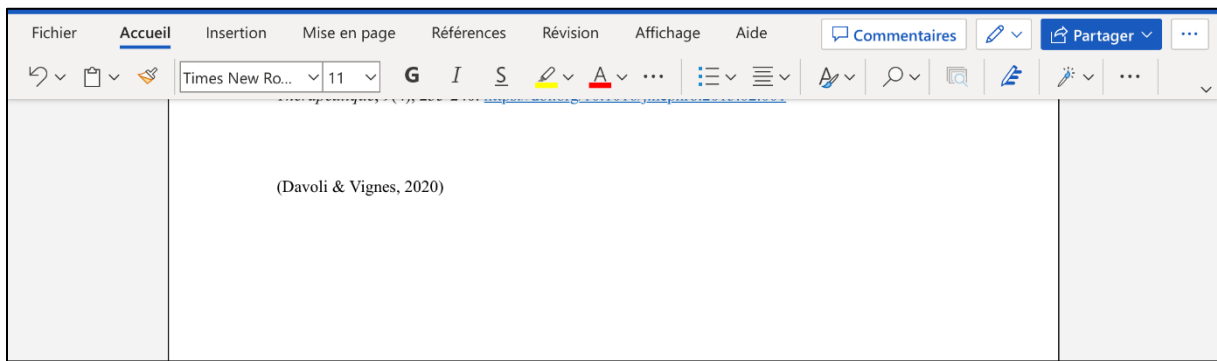 Fichier Accueil Insertion Mise en page Références Révision Affichage Aide Commentaires Partager
Times New Ro... 11 G I S A
(Davoli & Vignes, 2020)